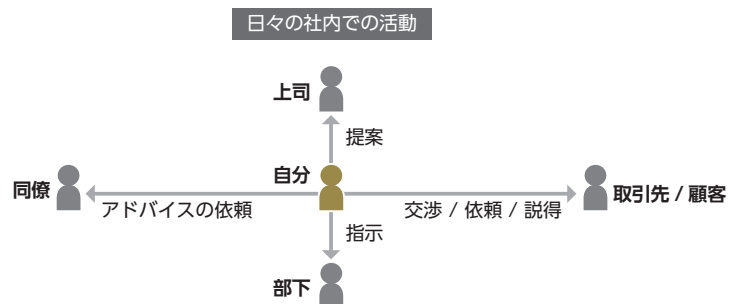 日々の社内での活動
上司
提案
自分
同僚
取引先 / 顧客
アドバイスの依頼
交渉 / 依頼 / 説得
指示
部下